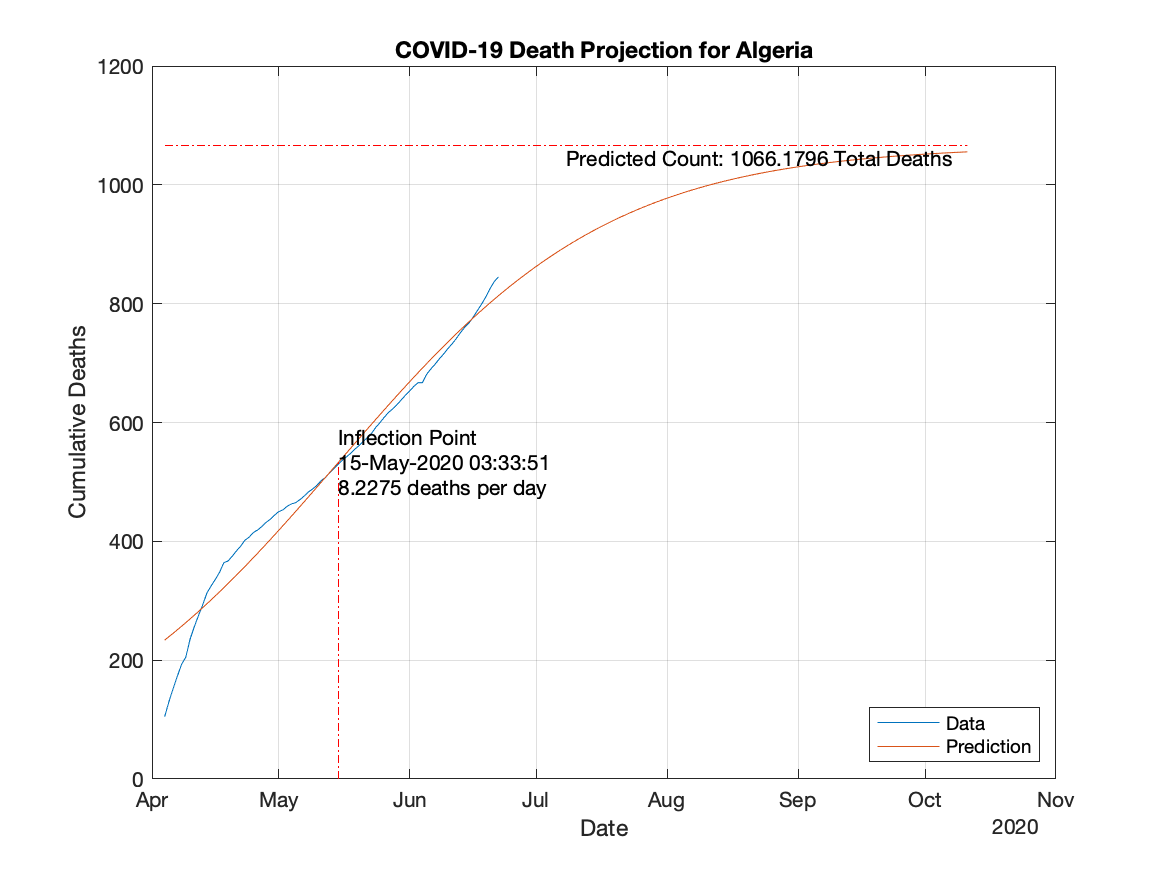 COVID-19 Death Projection for Algeria
1200
1000
800
600
400
200
0
Cumulative Deaths
Predicted Count: 1066.1796 Total Deaths
Inflection Point
15-May-2020 03:33:51
8.2275 deaths per day
Data
Prediction
Apr May Jun Jul Aug Sep Oct Nov
Date
2020